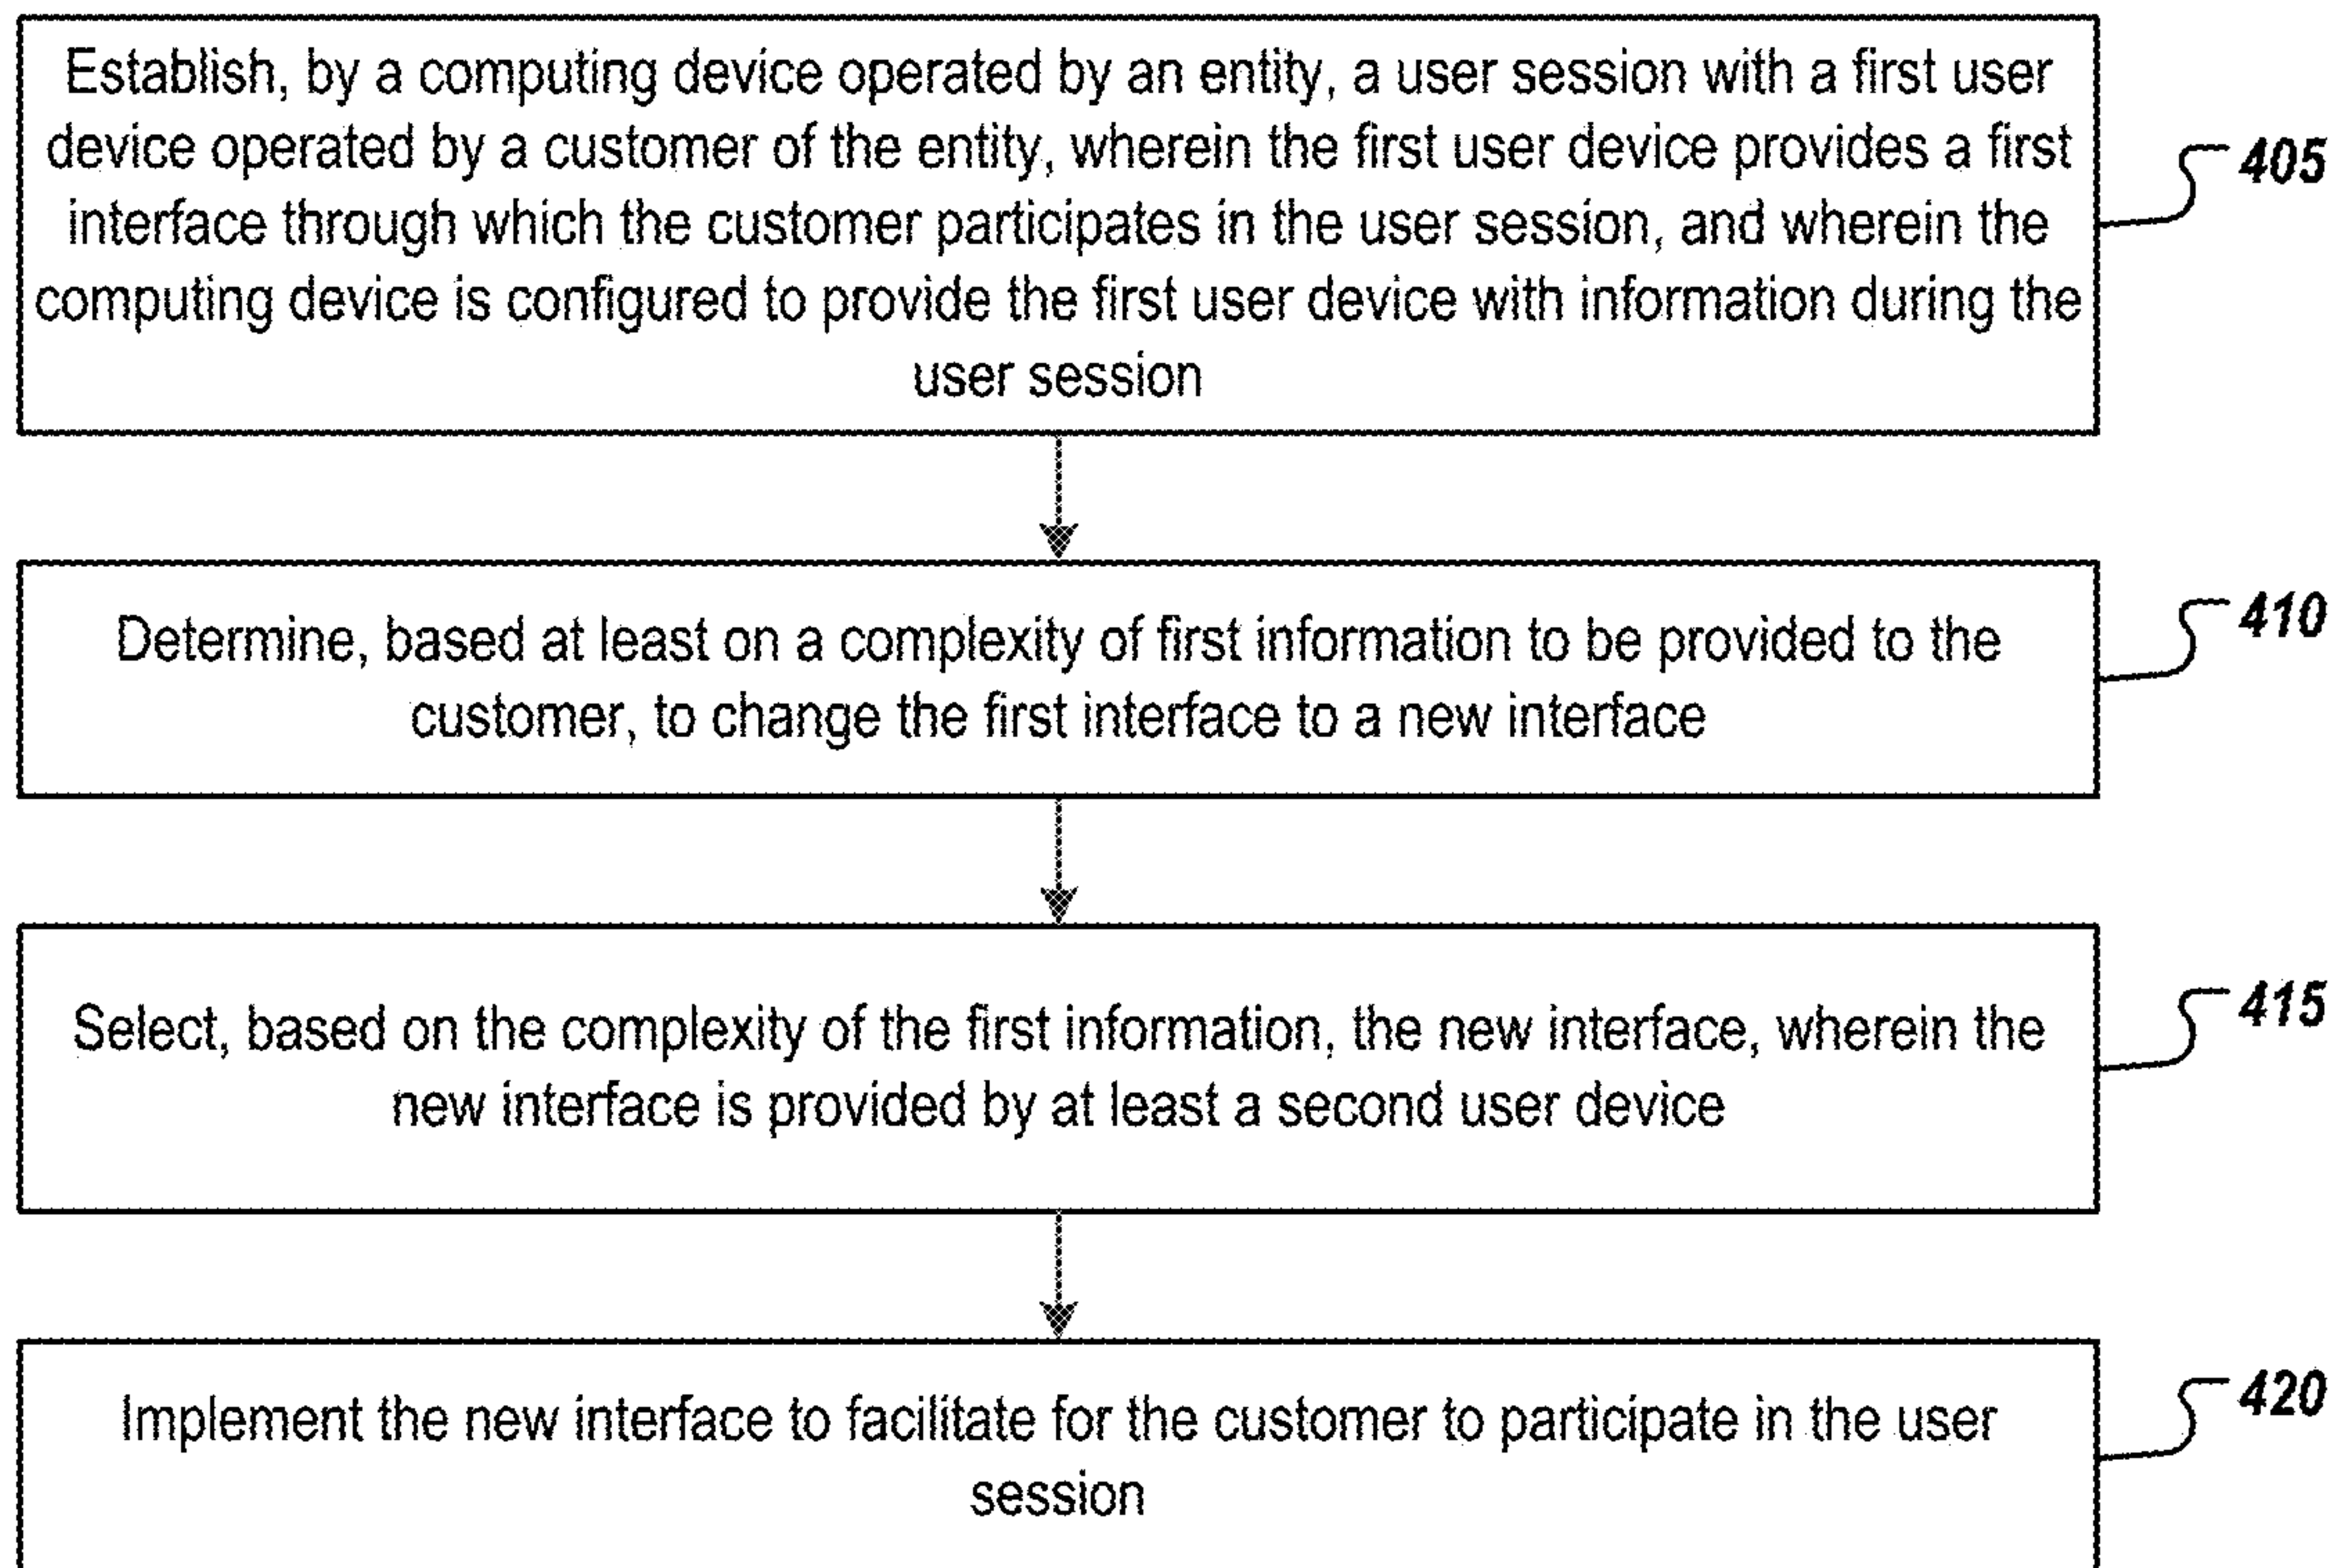 Establish, by a computing device operated by an entity, a user session with a first user
device operated by a customer of the entity, wherein the first user device provides a first
interface through which the customer participates in the user session, and wherein the
computing device is configured to provide the first user device with information during the
user session
405
Determine, based at least on a complexity of first information to be provided to the
customer, to change the first interface to a new interface
410
Select, based on the complexity of the first information, the new interface, wherein the
new interface is provided by at least a second user device
415
Implement the new interface to facilitate for the customer to participate in the user
session
420